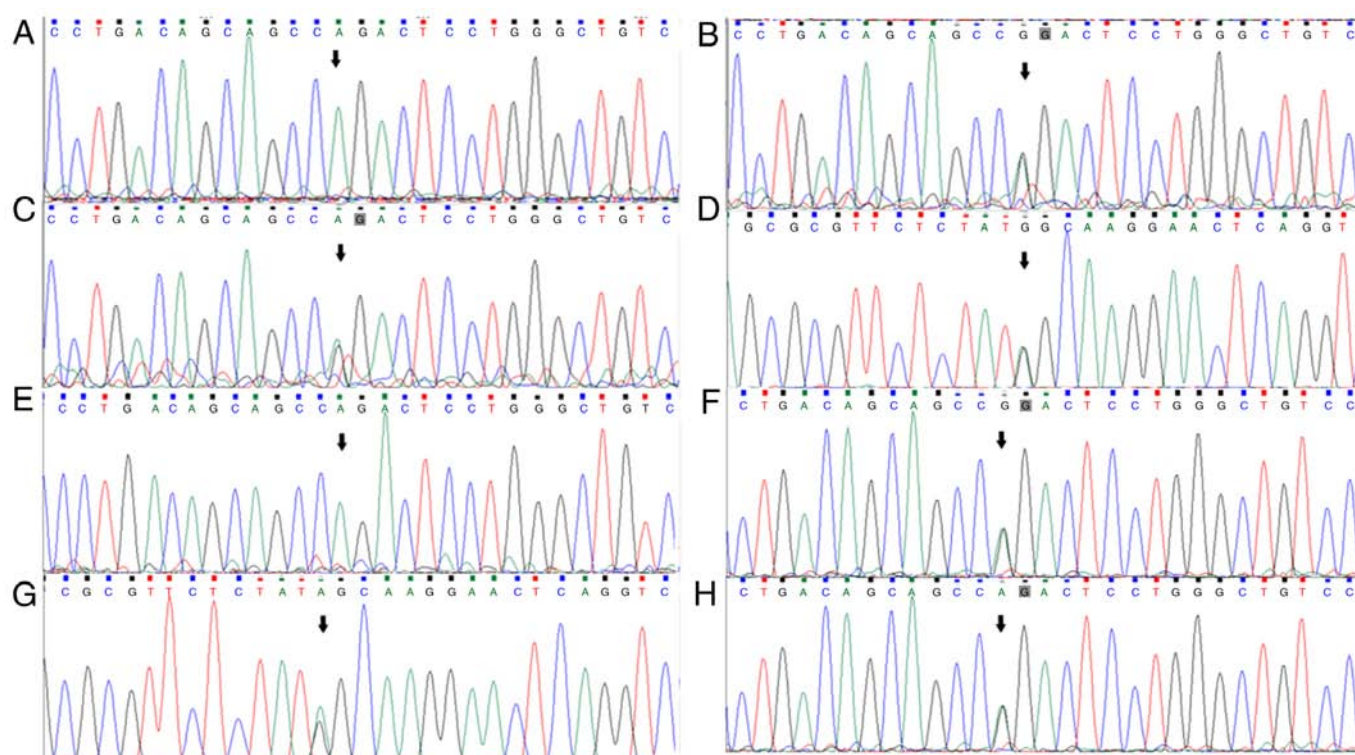 A
C C T G A C A G C A G C C A G A C T C C T G G G C T G T C
B
C C T G A C A G C A G C C G G A C T C C T G G G C T G T C
C
C C T G A C A G C A G C C A G A C T C C T G G G C T G T C
D
G C G C G T T C T C T A T G G C A A G G A A C T C A G G T
E
C C T G A C A G C A G C C A G A C T C C T G G G C T G T C
F
C T G A C A G C A G C C G G A C T C C T G G G C T G T C C
G
C G C G T T C T C T A T A G C A A G G A A C T C A G G T C
H
C T G A C A G C A G C C A G A C T C C T G G G C T G T C C